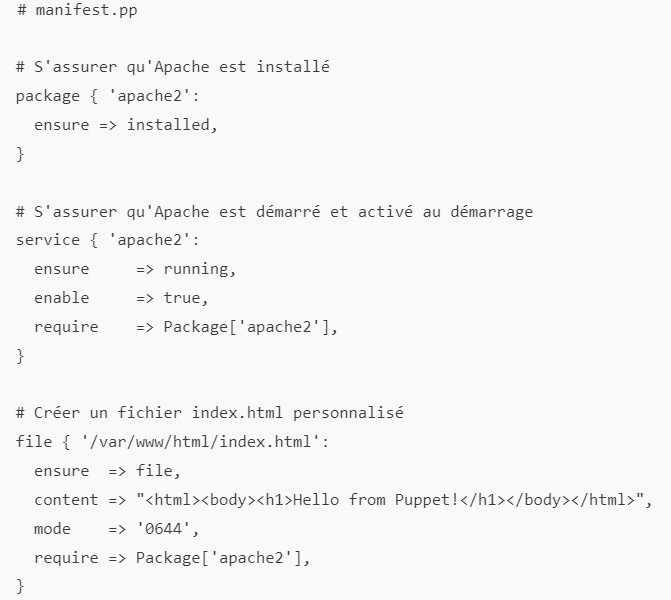 # manifest.pp

# S'assurer qu'Apache est installé
package { 'apache2':
  ensure => installed,
}

# S'assurer qu'Apache est démarré et activé au démarrage
service { 'apache2':
  ensure     => running,
  enable     => true,
  require    => Package['apache2'],
}

# Créer un fichier index.html personnalisé
file { '/var/www/html/index.html':
  ensure  => file,
  content => "<html><body><h1>Hello from Puppet!</h1></body></html>",
  mode    => '0644',
  require => Package['apache2'],
}